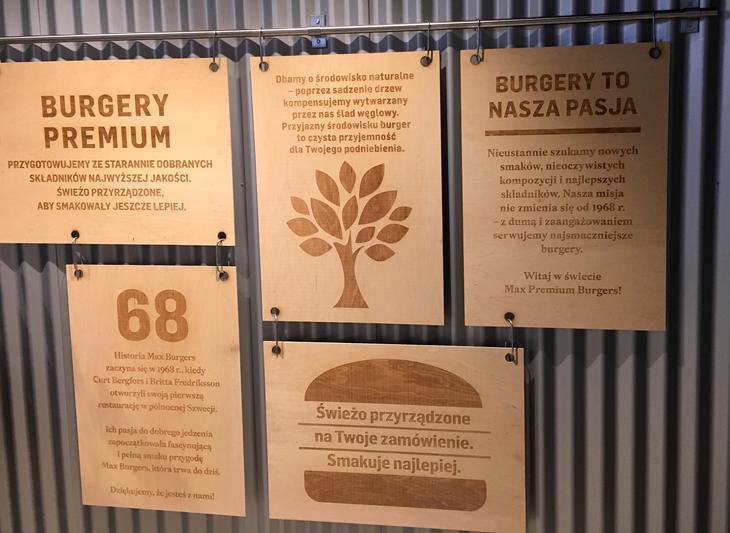 BURGERY
PREMIUM
PRZYGOTOWUJEMY ZE STARANNIE DOBRANYCH
SKŁADNIKÓW NAJWYŻSZEJ JAKOŚCI.
ŚWIEŻO PRZYRZĄDZONE,
ABY SMAKOWAŁY JESZCZE LEPIEJ.
Dbamy o środowisko naturalne
– poprzez sadzenie drzew
kompensujemy wytwarzany
przez nas ślad węglowy.
Przyjazny środowisku burger
to czysta przyjemność
dla Twojego podniebienia.
BURGERY TO
NASZA PASJA
Nieustannie szukamy nowych
smaków, nieoczywistych
kompozycji i najlepszych
składników. Nasza misja
nie zmienia się od 1968 r.
– z dumą i zaangażowaniem
serwujemy najsmaczniejsze
burgery.
Witaj w świecie
Max Premium Burgers!
68
Historia Max Burgers
zaczyna się w 1968 r., kiedy
Curt Bergfors i Britta Fredriksson
otworzyli swoją pierwszą
restaurację w północnej Szwecji.
Ich pasja do dobrego jedzenia
zapoczątkowała fascynującą
i pełną smaku przygodę
Max Burgers, która trwa do dziś.
Dziękujemy, że jesteś z nami!
Świeżo przyrządzone
na Twoje zamówienie.
Smakuje najlepiej.